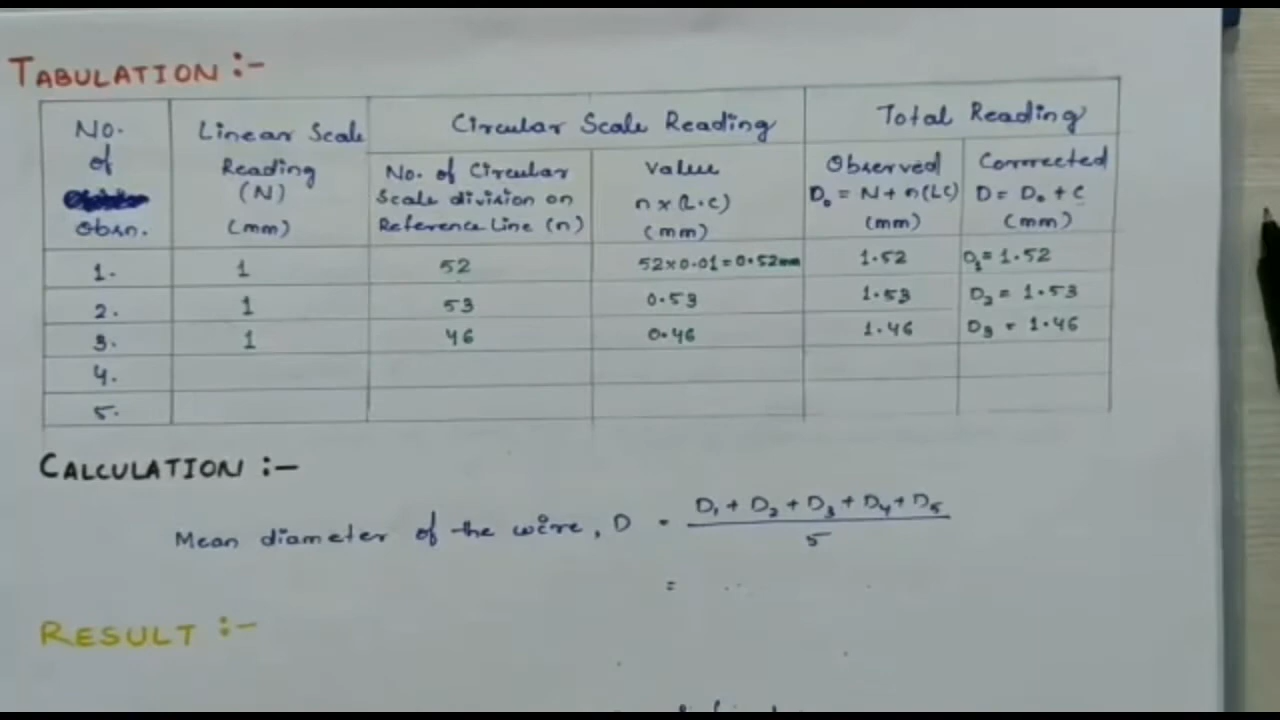 TABULATION :-
No. of Obsn.
Linear Scale Reading (N) (mm)
Circular Scale Reading
Total Reading
No. of Circular Scale division on Reference Line (n)
Value n x (L.C) (mm)
Observed D₀ = N + n(LC) (mm)
Corrected D = D₀ + C (mm)
1. 1 52 52x0.01=0.52mm 1.52 D₁= 1.52
2. 1 53 0.53 1.53 D₂ = 1.53
3. 1 46 0.46 1.46 D₃ = 1.46
4.
5.
CALCULATION :-
Mean diameter of the wire, D = D₁ + D₂ + D₃ + D₄ + D₅
5
=
RESULT :-